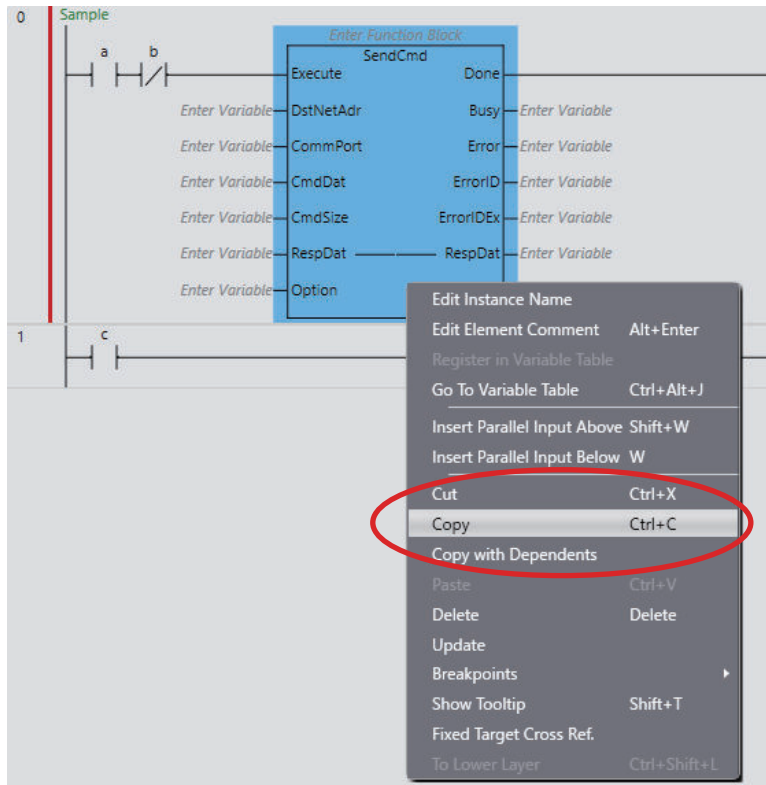 0 Sample
Enter Function Block
a b SendCmd
Execute Done
Enter Variable DstNetAdr Busy Enter Variable
Enter Variable CommPort Error Enter Variable
Enter Variable CmdDat ErrorID Enter Variable
Enter Variable CmdSize ErrorIDEx Enter Variable
Enter Variable RespDat RespDat Enter Variable
Enter Variable Option
1 c
Edit Instance Name
Edit Element Comment Alt+Enter
Register in Variable Table
Go To Variable Table Ctrl+Alt+J
Insert Parallel Input Above Shift+W
Insert Parallel Input Below W
Cut Ctrl+X
Copy Ctrl+C
Copy with Dependents
Paste Ctrl+V
Delete Delete
Update
Breakpoints
Show Tooltip Shift+T
Fixed Target Cross Ref.
To Lower Layer Ctrl+Shift+L